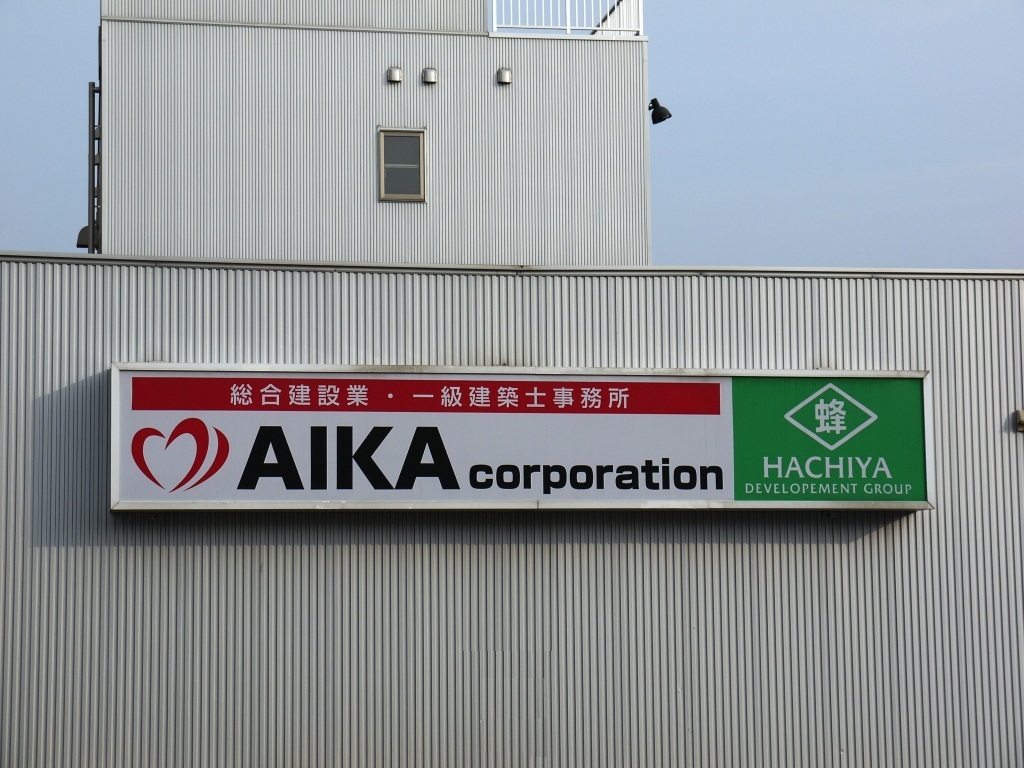 総合建設業・一級建築士事務所
AIKA corporation
蜂
HACHIYA
DEVELOPEMENT GROUP